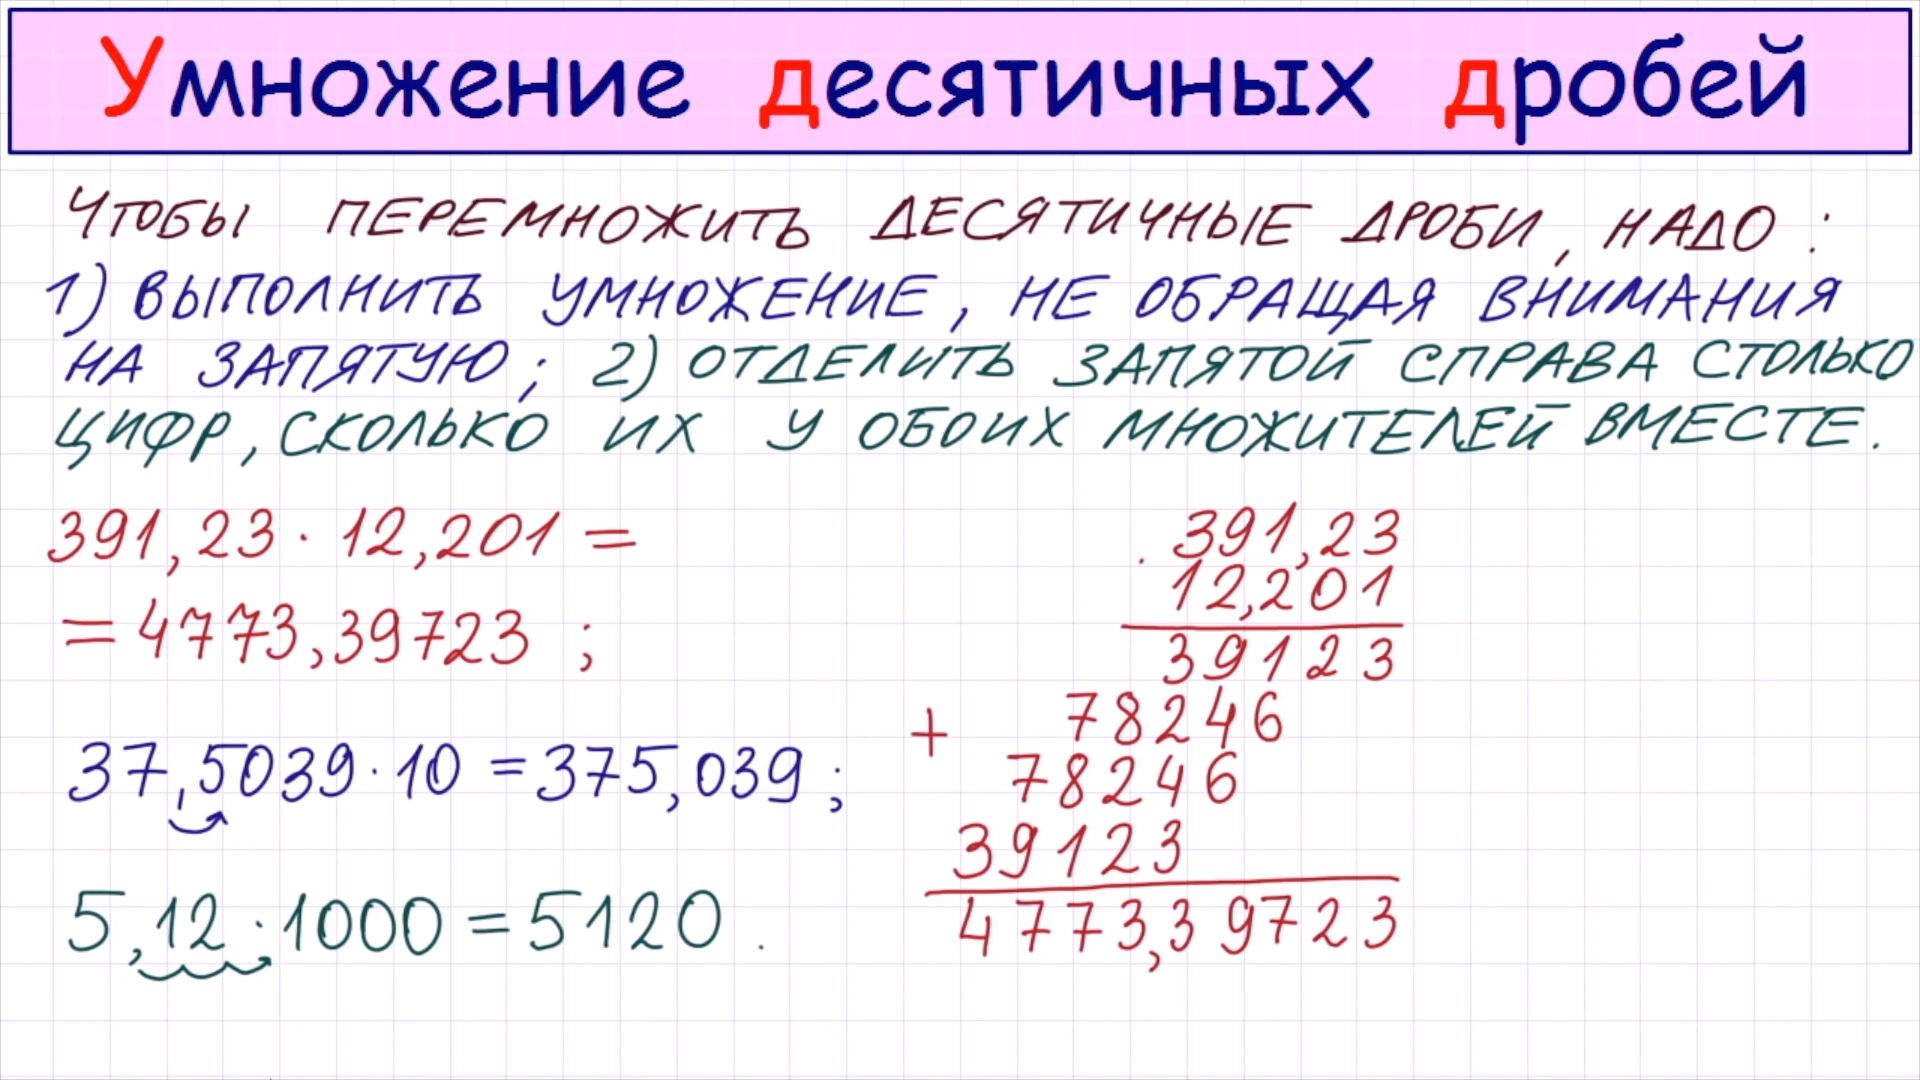 Умножение десятичных дробей
Чтобы перемножить десятичные дроби, надо:
1) выполнить умножение, не обращая внимания
на запятую; 2) отделить запятой справа столько
цифр, сколько их у обоих множителей вместе.
391,23 · 12,201 =
= 4773,39723 ;
37,5039 · 10 = 375,039 ;
5,12 · 1000 = 5120 .
· 391,23
12,201
39123
+ 78246
78246
39123
4773,39723